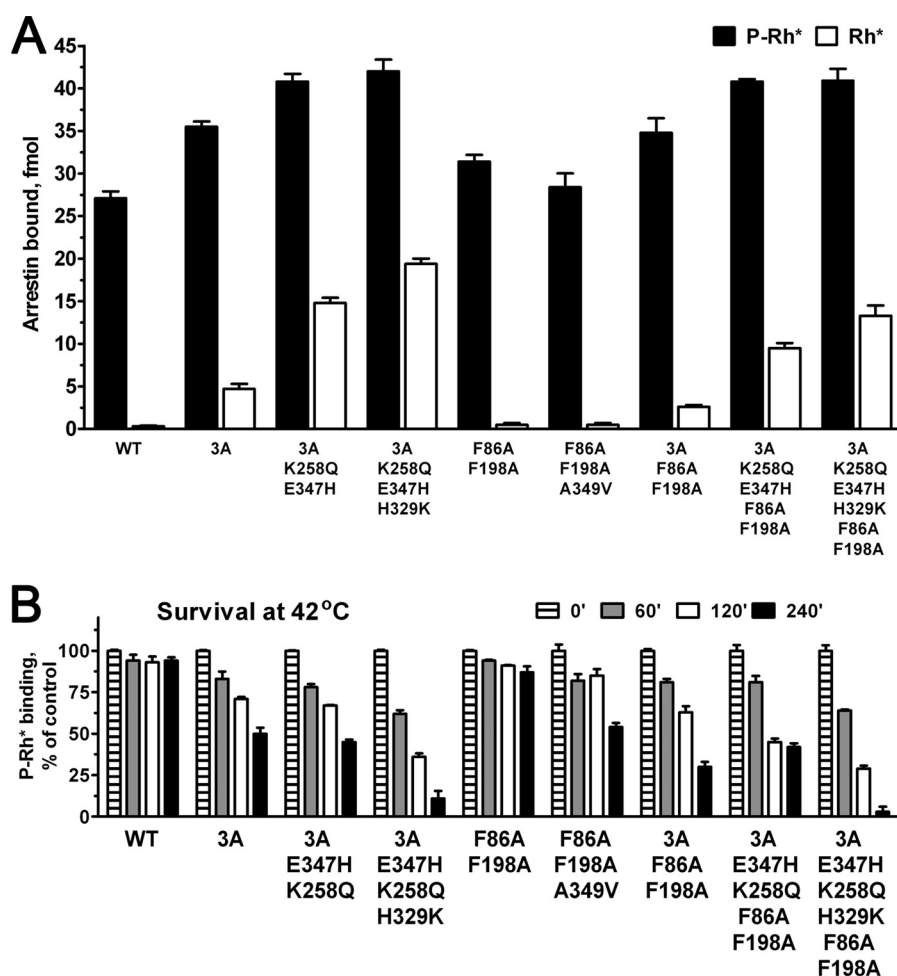 A
P-Rh* Rh*
Arrestin bound, fmol
45
40
35
30
25
20
15
10
5
0
WT
3A
3A
K258Q
E347H
3A
K258Q
E347H
H329K
F86A
F198A
F86A
F198A
A349V
3A
F86A
F198A
3A
K258Q
E347H
F86A
F198A
3A
K258Q
E347H
H329K
F86A
F198A
B
Survival at 42°C
0' 60' 120' 240'
P-Rh* binding,
% of control
100
75
50
25
0
WT
3A
3A
E347H
K258Q
3A
E347H
K258Q
H329K
F86A
F198A
F86A
F198A
A349V
3A
F86A
F198A
3A
E347H
K258Q
F86A
F198A
3A
E347H
K258Q
H329K
F86A
F198A